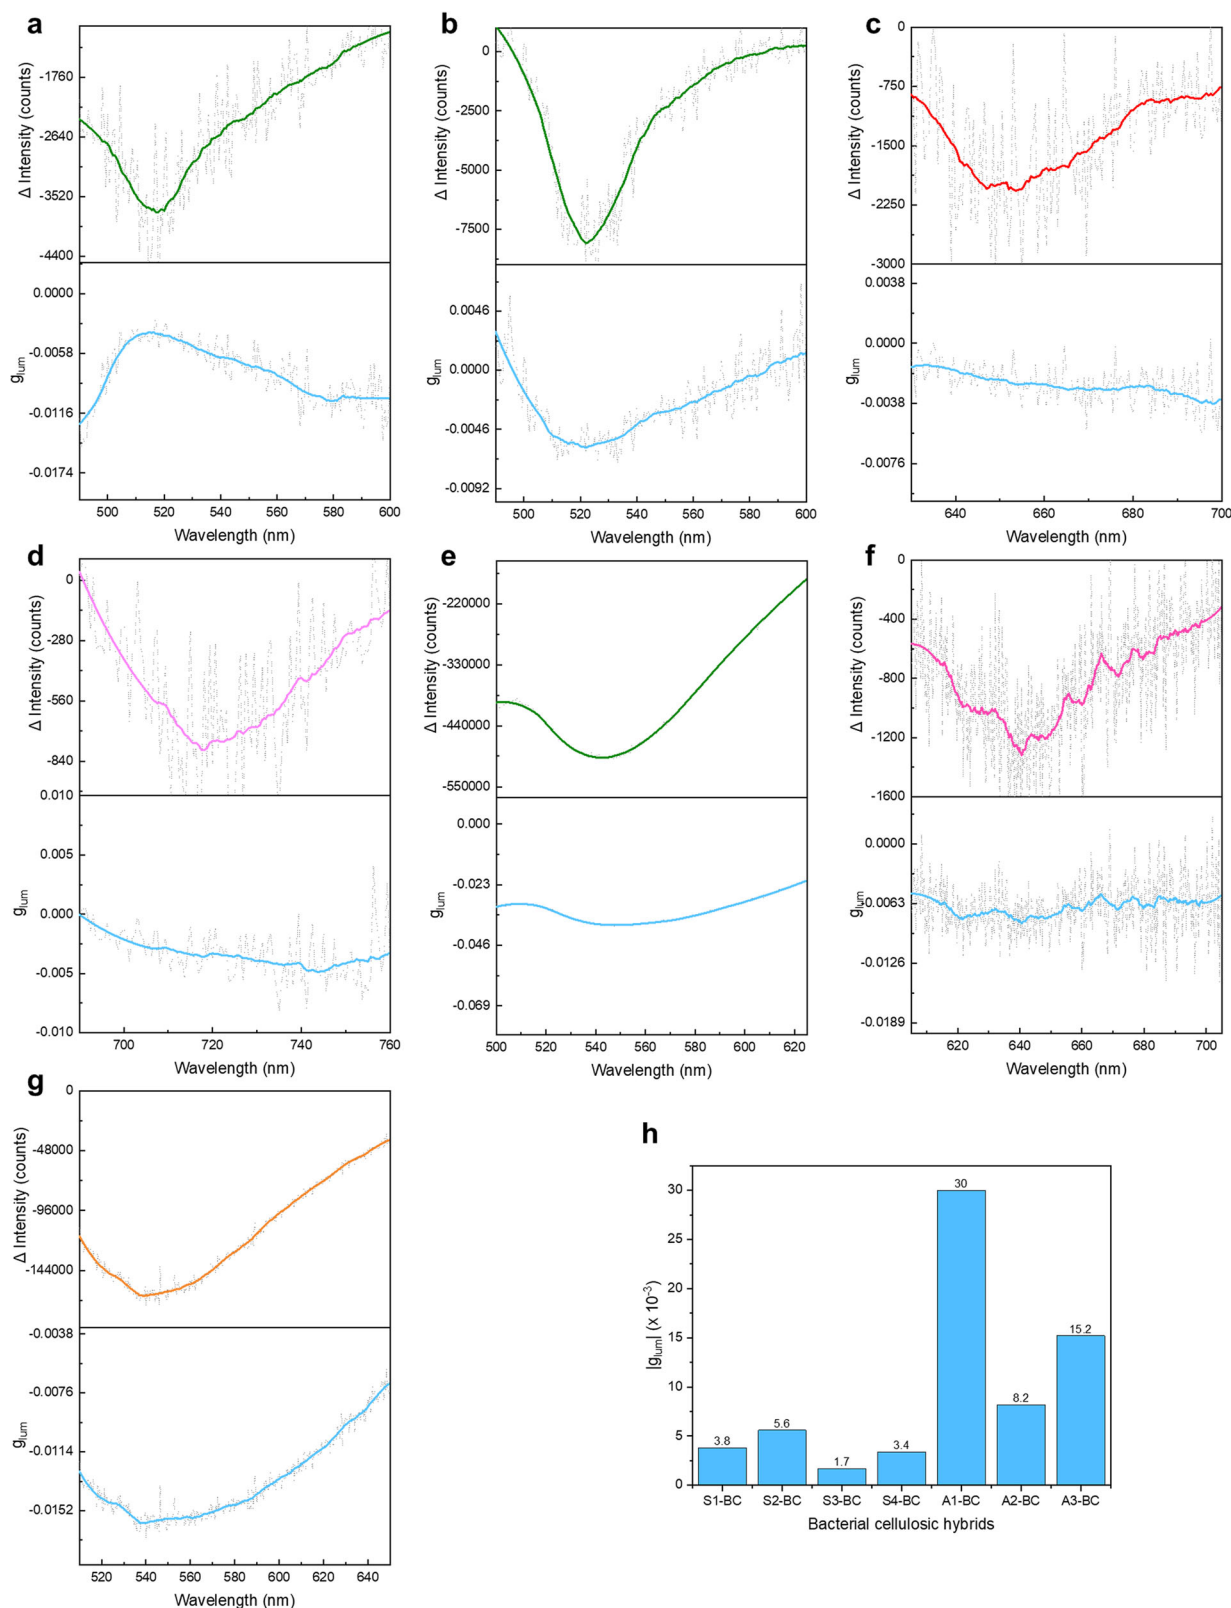 a
Δ Intensity (counts)
-1760
-2640
-3520
-4400
g_lum
0.0000
-0.0058
-0.0116
-0.0174
500 520 540 560 580 600
Wavelength (nm)
b
Δ Intensity (counts)
0
-2500
-5000
-7500
g_lum
0.0046
0.0000
-0.0046
-0.0092
500 520 540 560 580 600
Wavelength (nm)
c
Δ Intensity (counts)
0
-750
-1500
-2250
-3000
g_lum
0.0038
0.0000
-0.0038
-0.0076
640 660 680 700
Wavelength (nm)
d
Δ Intensity (counts)
0
-280
-560
-840
g_lum
0.010
0.005
0.000
-0.005
-0.010
700 720 740 760
Wavelength (nm)
e
Δ Intensity (counts)
-220000
-330000
-440000
-550000
g_lum
0.000
-0.023
-0.046
-0.069
500 520 540 560 580 600 620
Wavelength (nm)
f
Δ Intensity (counts)
0
-400
-800
-1200
-1600
g_lum
0.0000
-0.0063
-0.0126
-0.0189
620 640 660 680 700
Wavelength (nm)
g
Δ Intensity (counts)
0
-48000
-96000
-144000
g_lum
-0.0038
-0.0076
-0.0114
-0.0152
520 540 560 580 600 620 640
Wavelength (nm)
h
|g_lum| (x 10⁻³)
30
15
10
5
0
3.8
5.6
1.7
3.4
30
8.2
15.2
S1-BC S2-BC S3-BC S4-BC A1-BC A2-BC A3-BC
Bacterial cellulosic hybrids